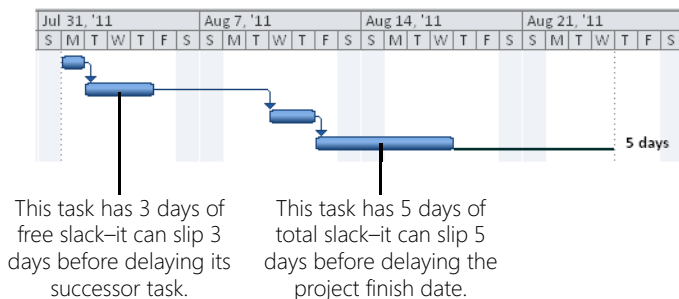 Jul 31, '11 Aug 7, '11 Aug 14, '11 Aug 21, '11
S M T W T F S S M T W T F S S M T W T F S S M T W T F S
5 days
This task has 3 days of
free slack–it can slip 3
days before delaying its
successor task.
This task has 5 days of
total slack–it can slip 5
days before delaying the
project finish date.